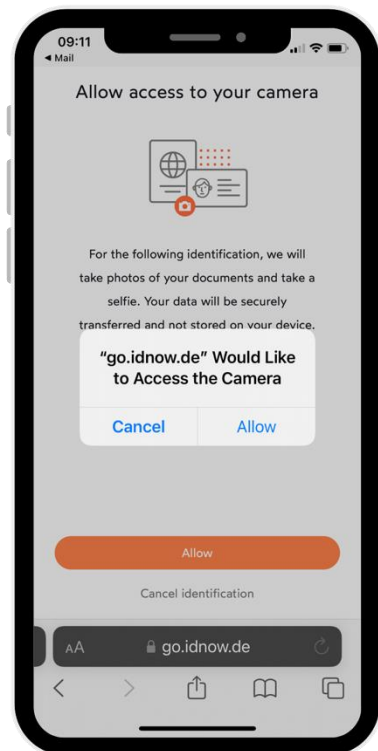 09:11
◀ Mail
Allow access to your camera
For the following identification, we will
take photos of your documents and take a
selfie. Your data will be securely
transferred and not stored on your device.
“go.idnow.de” Would Like
to Access the Camera
Cancel Allow
Allow
Cancel identification
AA go.idnow.de